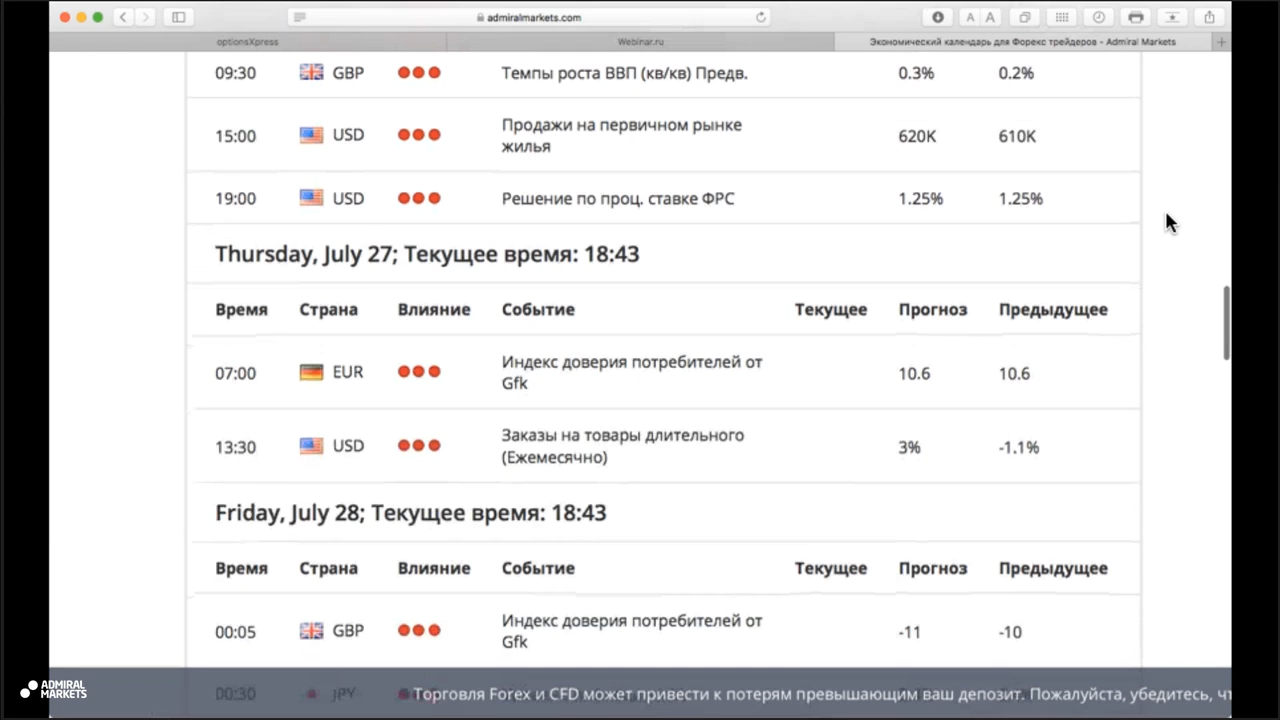 admiralmarkets.com
A A
optionsXpress Webinar.ru Экономический календарь для Форекс трейдеров - Admiral Markets
09:30 GBP Темпы роста ВВП (кв/кв) Предв. 0.3% 0.2%
15:00 USD Продажи на первичном рынке жилья 620K 610K
19:00 USD Решение по проц. ставке ФРС 1.25% 1.25%
Thursday, July 27; Текущее время: 18:43
Время Страна Влияние Событие Текущее Прогноз Предыдущее
07:00 EUR Индекс доверия потребителей от Gfk 10.6 10.6
13:30 USD Заказы на товары длительного (Ежемесячно) 3% -1.1%
Friday, July 28; Текущее время: 18:43
Время Страна Влияние Событие Текущее Прогноз Предыдущее
00:05 GBP Индекс доверия потребителей от Gfk -11 -10
00:30 JPY
ADMIRAL MARKETS
Торговля Forex и CFD может привести к потерям превышающим ваш депозит. Пожалуйста, убедитесь, чт